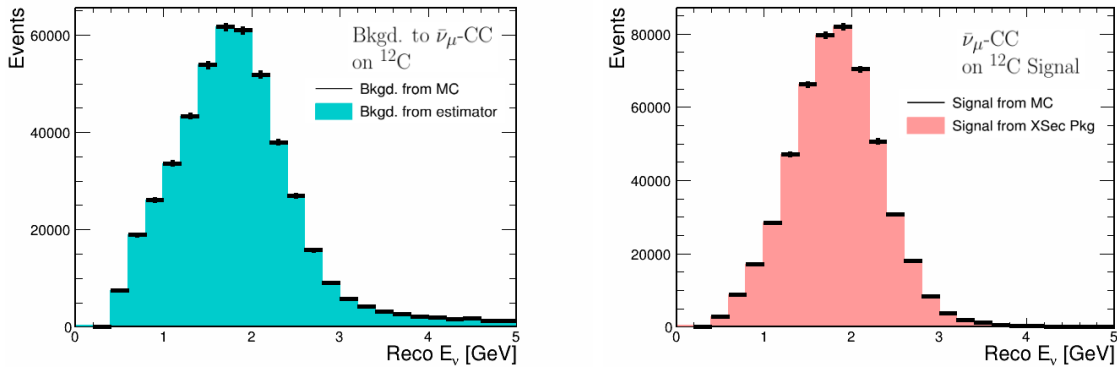 Events
60000
40000
20000
0
Bkgd. to ν̄μ-CC
on ¹²C
Bkgd. from MC
Bkgd. from estimator
0 1 2 3 4 5
Reco Eν [GeV]
Events
80000
60000
40000
20000
0
ν̄μ-CC
on ¹²C Signal
Signal from MC
Signal from XSec Pkg
0 1 2 3 4 5
Reco Eν [GeV]